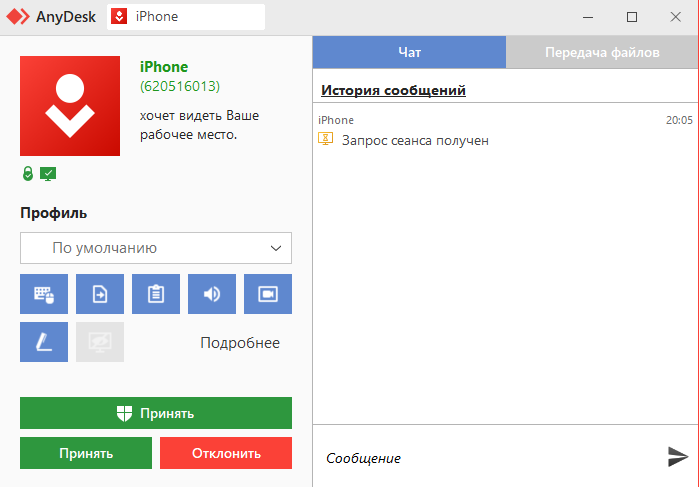 AnyDesk
iPhone
iPhone
(620516013)
хочет видеть Ваше
рабочее место.
Профиль
По умолчанию
Подробнее
Принять
Принять
Отклонить
Чат
Передача файлов
История сообщений
iPhone
20:05
Запрос сеанса получен
Сообщение